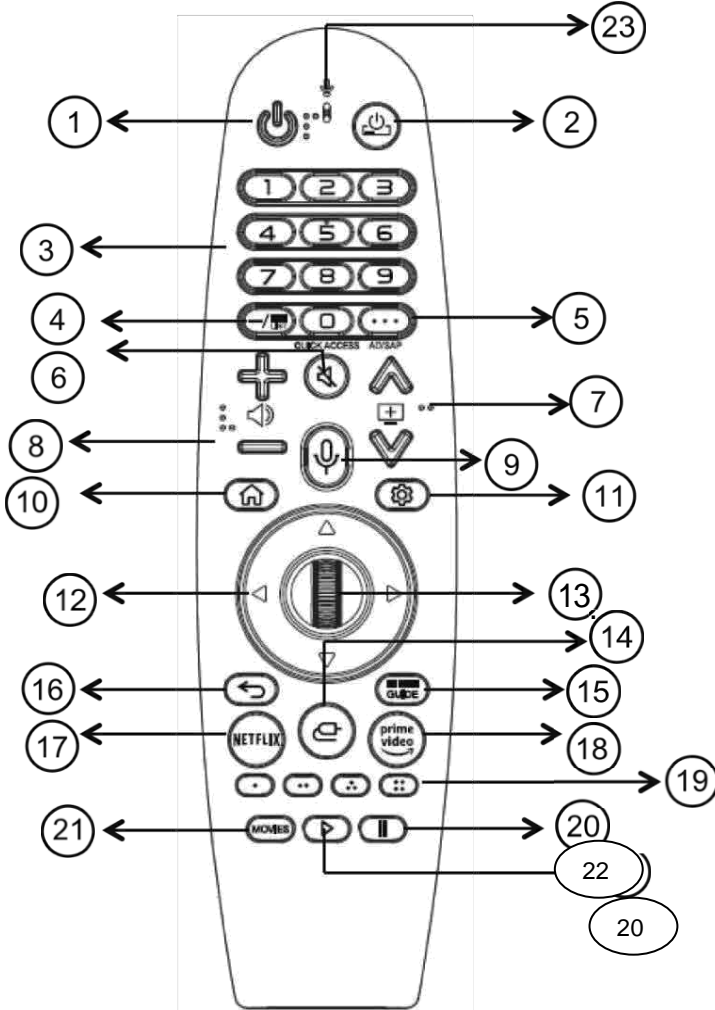 23
1
2
1 2 3
3
4 5 6
7 8 9
4
-/ 0 ...
5
QUICK ACCESS AD/SAP
6
7
8
9
10
11
12
13
14
16
GUIDE
15
17
NETFLIX
prime
video
18
19
21
MOVIES
20
22
20